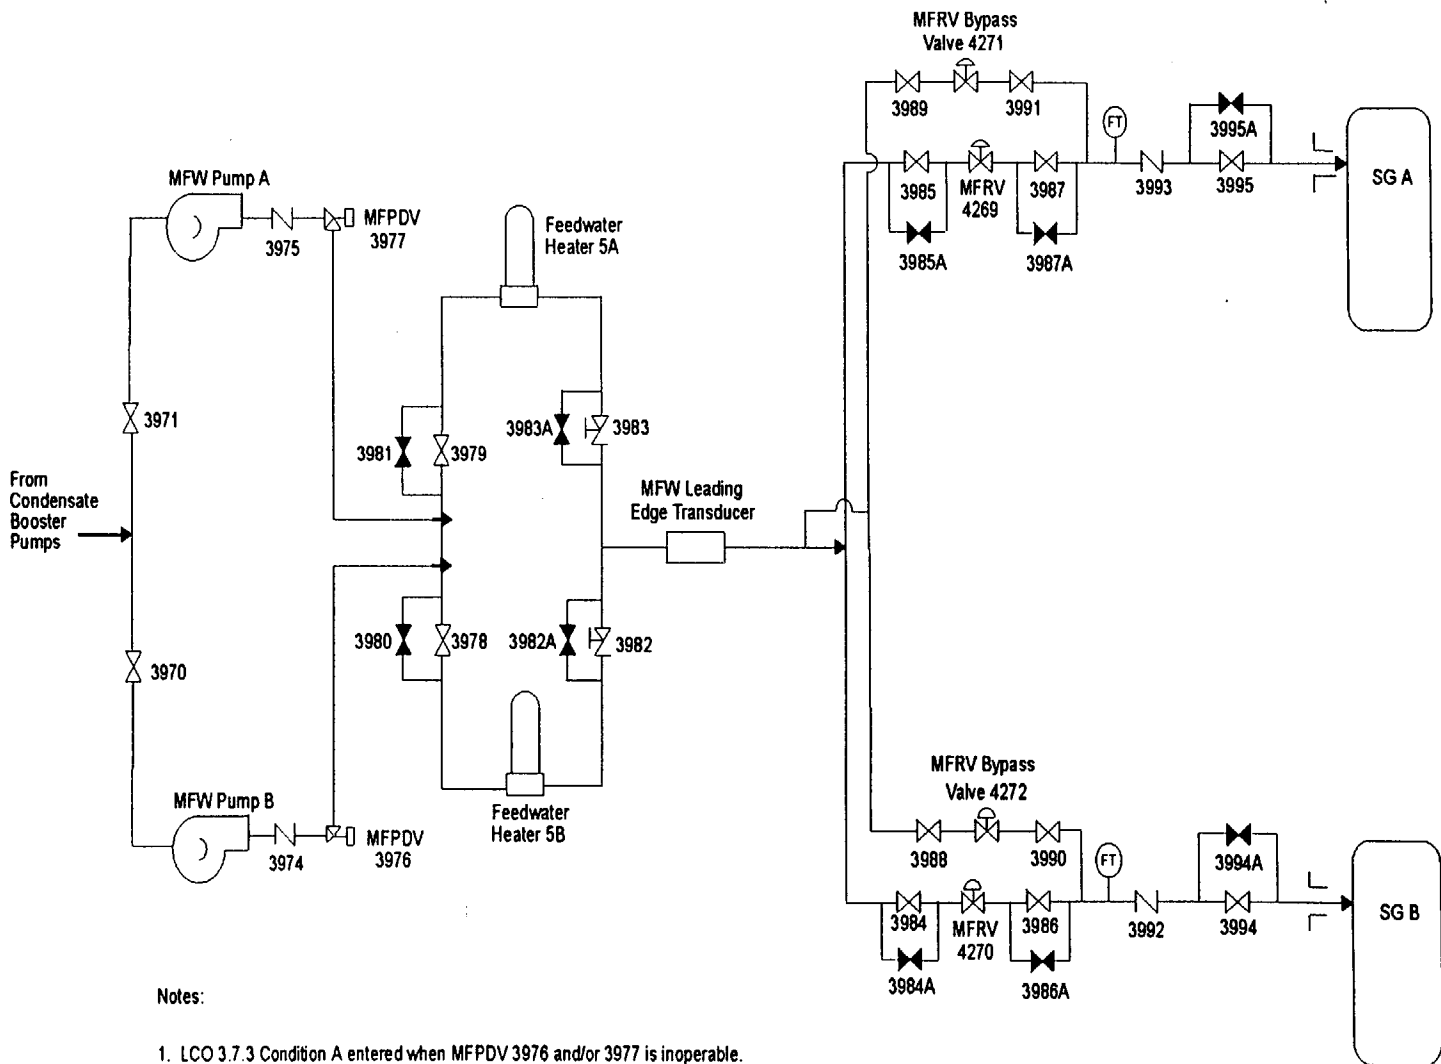 MFRV Bypass
Valve 4271
3989
3991
FT
3995A
3985
MFRV
4269
3987
3993
3995
SG A
3985A
3987A
MFW Pump A
3975
MFPDV
3977
Feedwater
Heater 5A
3971
3981
3979
3983A
3983
From
Condensate
Booster
Pumps
MFW Leading
Edge Transducer
3980
3978
3982A
3982
3970
MFW Pump B
3974
MFPDV
3976
Feedwater
Heater 5B
MFRV Bypass
Valve 4272
3988
3990
FT
3994A
3984
MFRV
4270
3986
3992
3994
SG B
3984A
3986A
Notes:
1. LCO 3.7.3 Condition A entered when MFPDV 3976 and/or 3977 is inoperable.